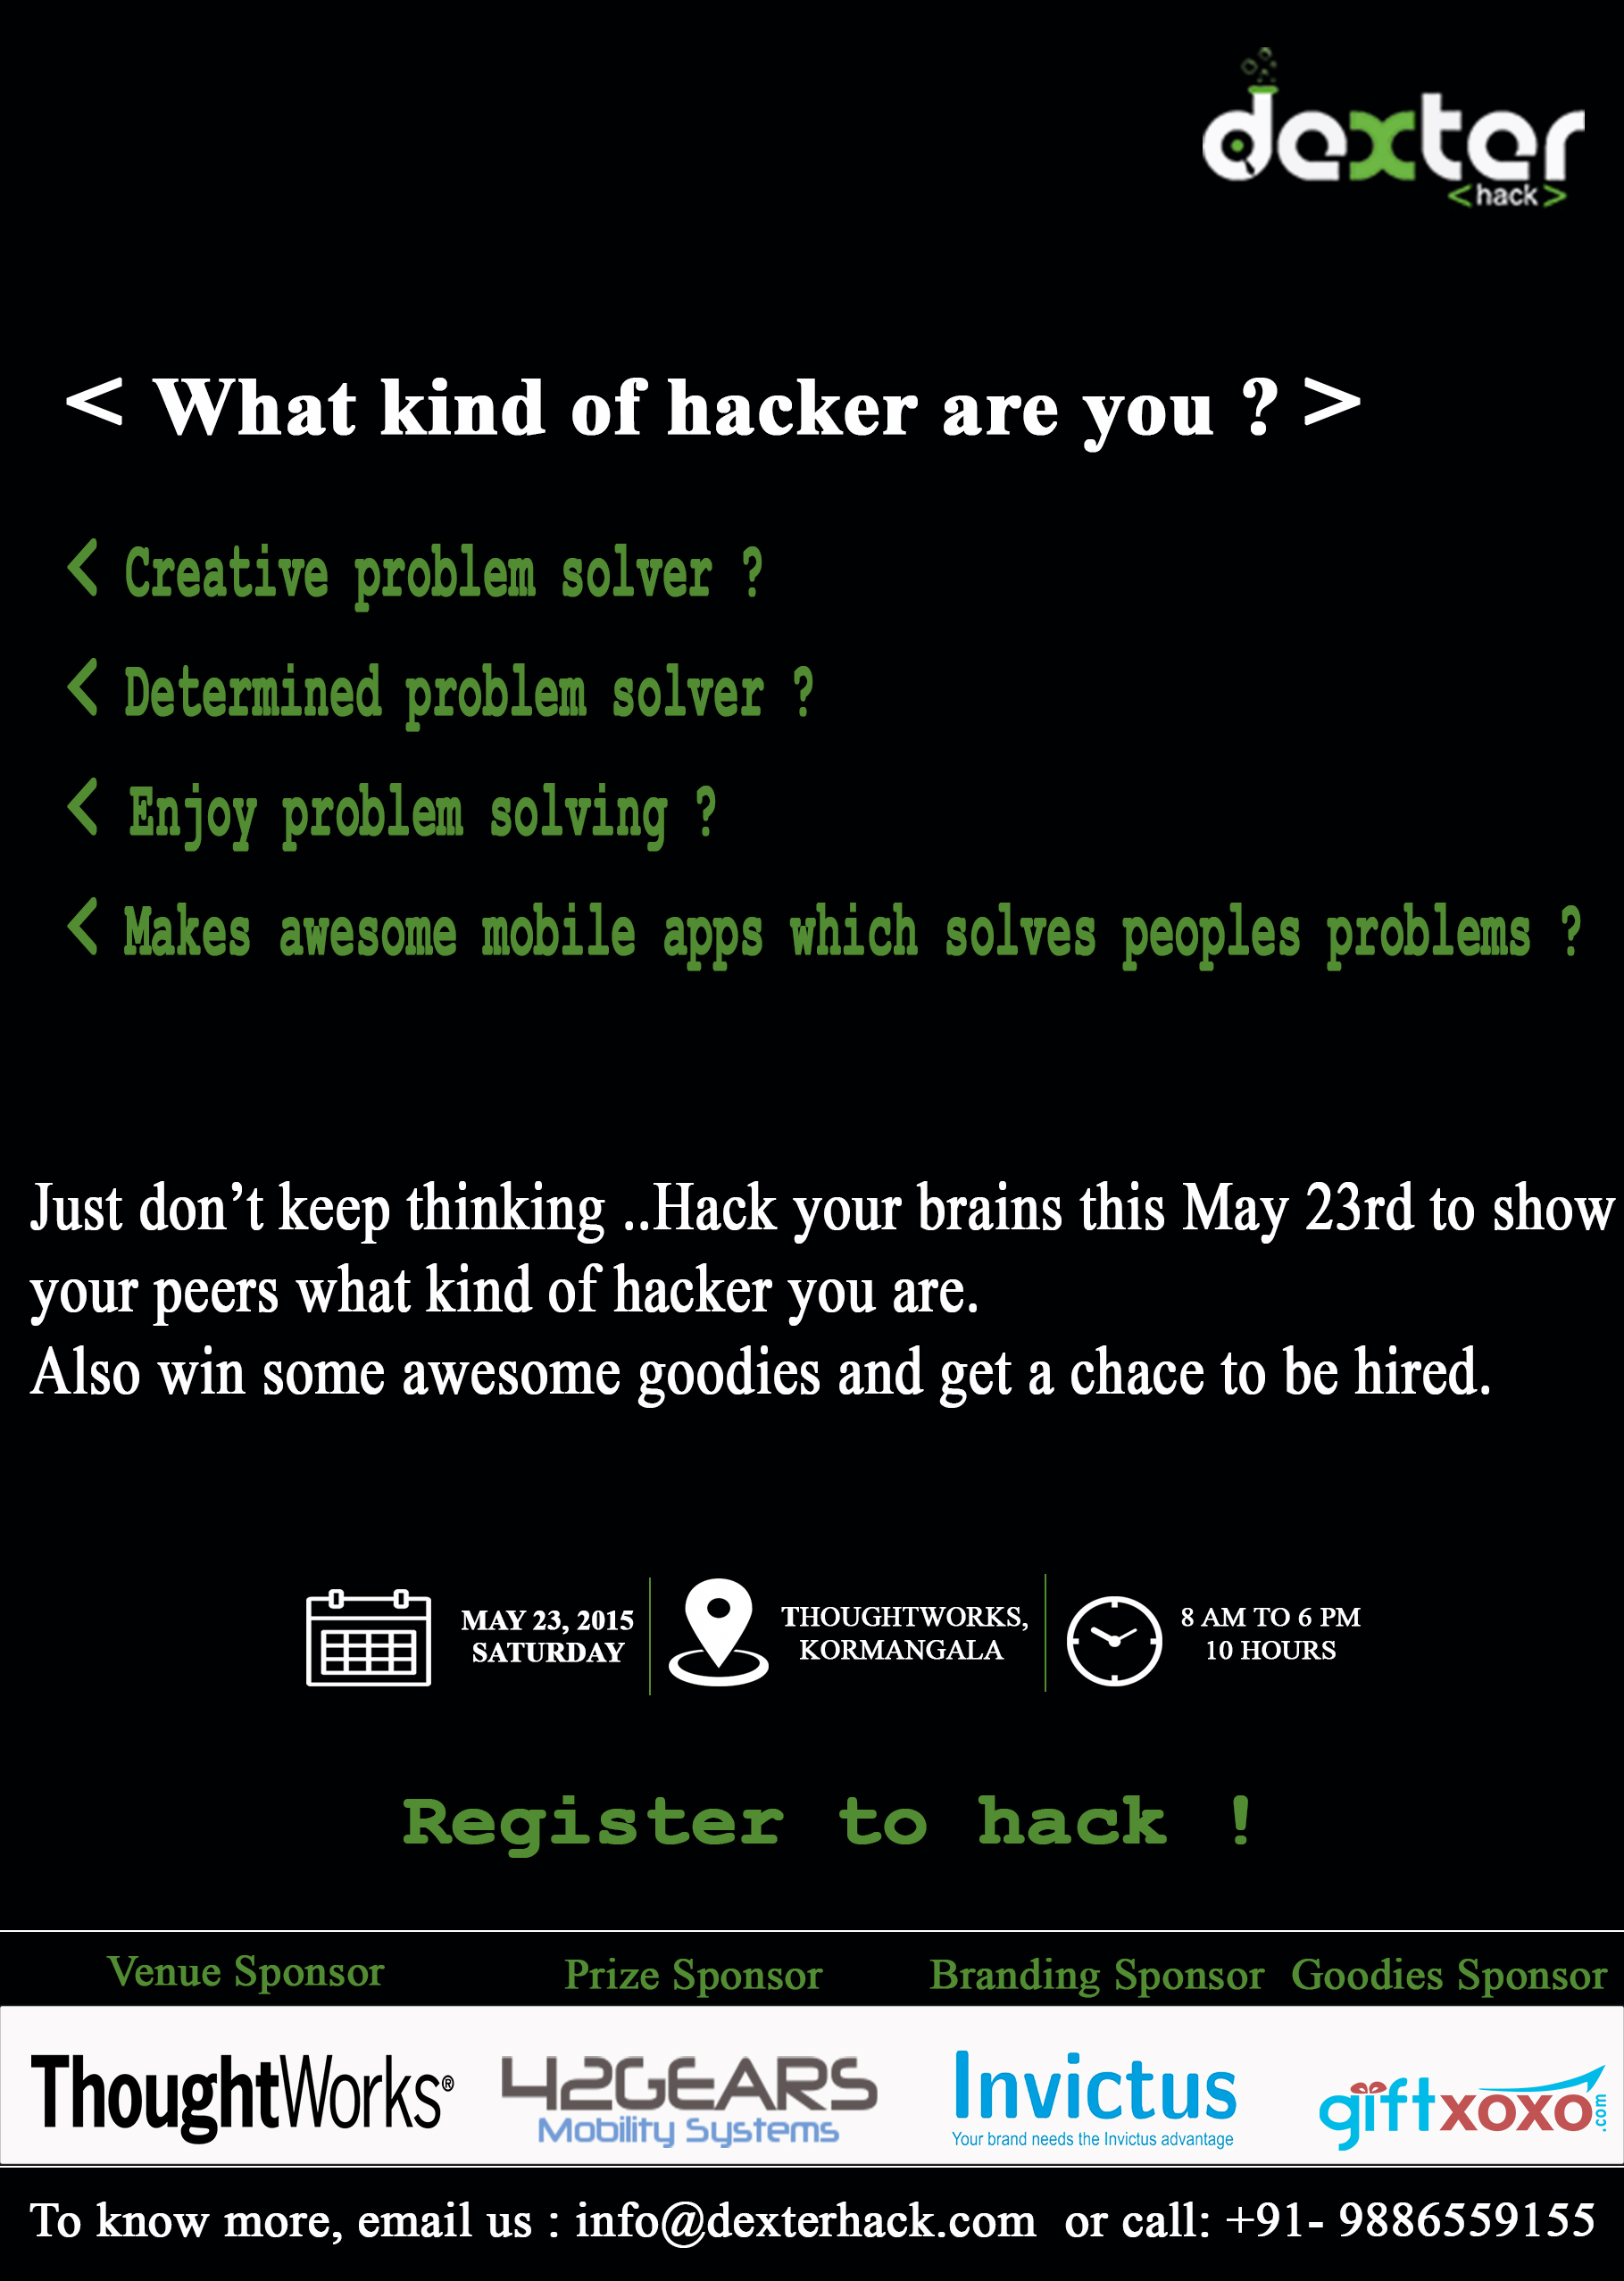 dexter
<hack>
< What kind of hacker are you ? >
< Creative problem solver ?
< Determined problem solver ?
< Enjoy problem solving ?
< Makes awesome mobile apps which solves peoples problems ?
Just don’t keep thinking ..Hack your brains this May 23rd to show
your peers what kind of hacker you are.
Also win some awesome goodies and get a chace to be hired.
MAY 23, 2015
SATURDAY
THOUGHTWORKS,
KORMANGALA
8 AM TO 6 PM
10 HOURS
Register to hack !
Venue Sponsor
Prize Sponsor
Branding Sponsor
Goodies Sponsor
ThoughtWorks®
42GEARS
Mobility Systems
Invictus
Your brand needs the Invictus advantage
giftxoxo.com
To know more, email us : info@dexterhack.com or call: +91- 9886559155